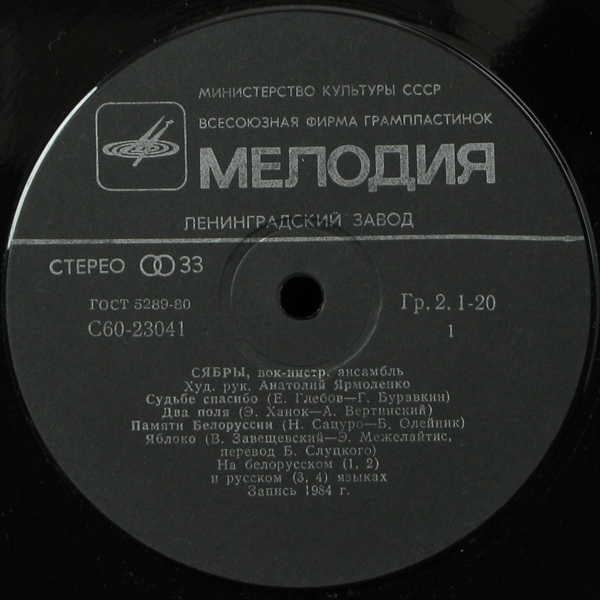 МИНИСТЕРСТВО КУЛЬТУРЫ СССР
ВСЕСОЮЗНАЯ ФИРМА ГРАМПЛАСТИНОК
МЕЛОДИЯ
ЛЕНИНГРАДСКИЙ ЗАВОД
СТЕРЕО 33
ГОСТ 5289-80
Гр. 2. 1-20
С60-23041
1
СЯБРЫ, вок-инстр. ансамбль
Худ. рук. Анатолий Ярмоленко
Судьбе спасибо (Е. Глебов—Г. Буравкин)
Два поля (Э. Ханок—А. Вертинский)
Памяти Белоруссии (Н. Сацуро—Б. Олейник)
Яблоко (В. Завещевский—Э. Межелайтис,
перевод Б. Слуцкого)
На белорусском (1, 2)
и русском (3, 4) языках
Запись 1984 г.